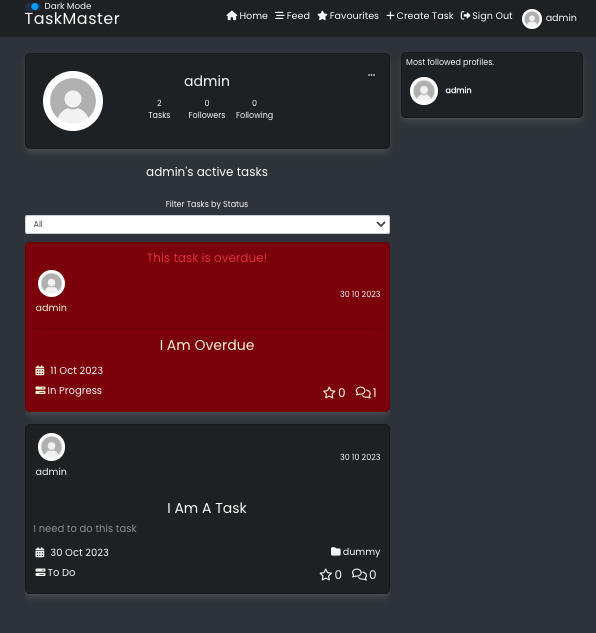 Dark Mode
TaskMaster
Home Feed Favourites Create Task Sign Out admin
admin
...
2 0 0
Tasks Followers Following
Most followed profiles.
admin
admin's active tasks
Filter Tasks by Status
All
This task is overdue!
30 10 2023
admin
I Am Overdue
11 Oct 2023
In Progress
0 1
30 10 2023
admin
I Am A Task
I need to do this task
30 Oct 2023 dummy
To Do
0 0